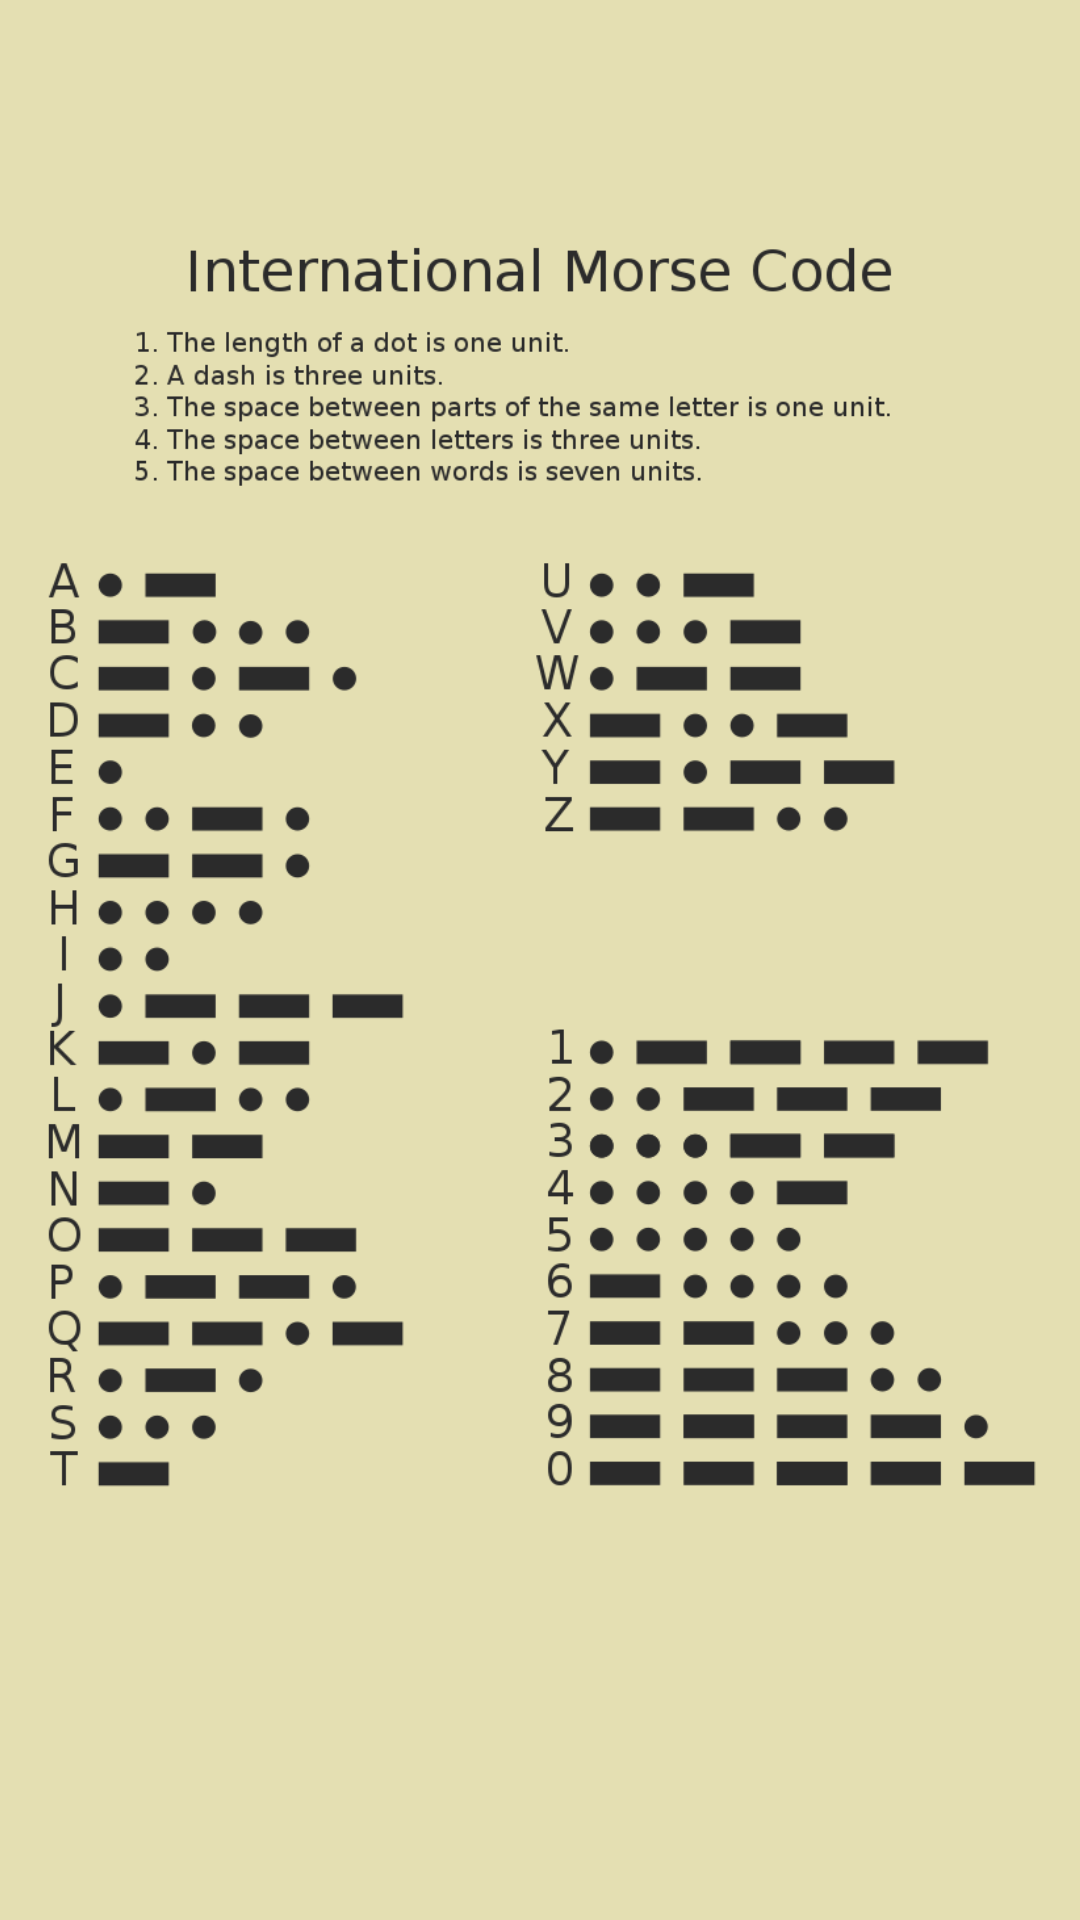 International Morse Code
1. The length of a dot is one unit.
2. A dash is three units.
3. The space between parts of the same letter is one unit.
4. The space between letters is three units.
5. The space between words is seven units.
A
B
C
D
E
F
G
H
I
J
K
L
M
N
O
P
Q
R
S
T
U
V
W
X
Y
Z
1
2
3
4
5
6
7
8
9
0